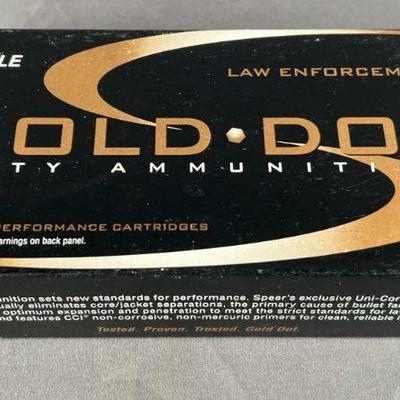 LE
LAW ENFORCEM
OLD·DO
TY AMMUNITI
PERFORMANCE CARTRIDGES
arnings on back panel.
nition sets new standards for performance. Speer's exclusive Uni-Cor
ually eliminates core/jacket separations, the primary cause of bullet fai
optimum expansion and penetration to meet the strict standards for la
and features CCI® non-corrosive, non-mercuric primers for clean, reliable i
Tested. Proven. Trusted. Gold Dot.